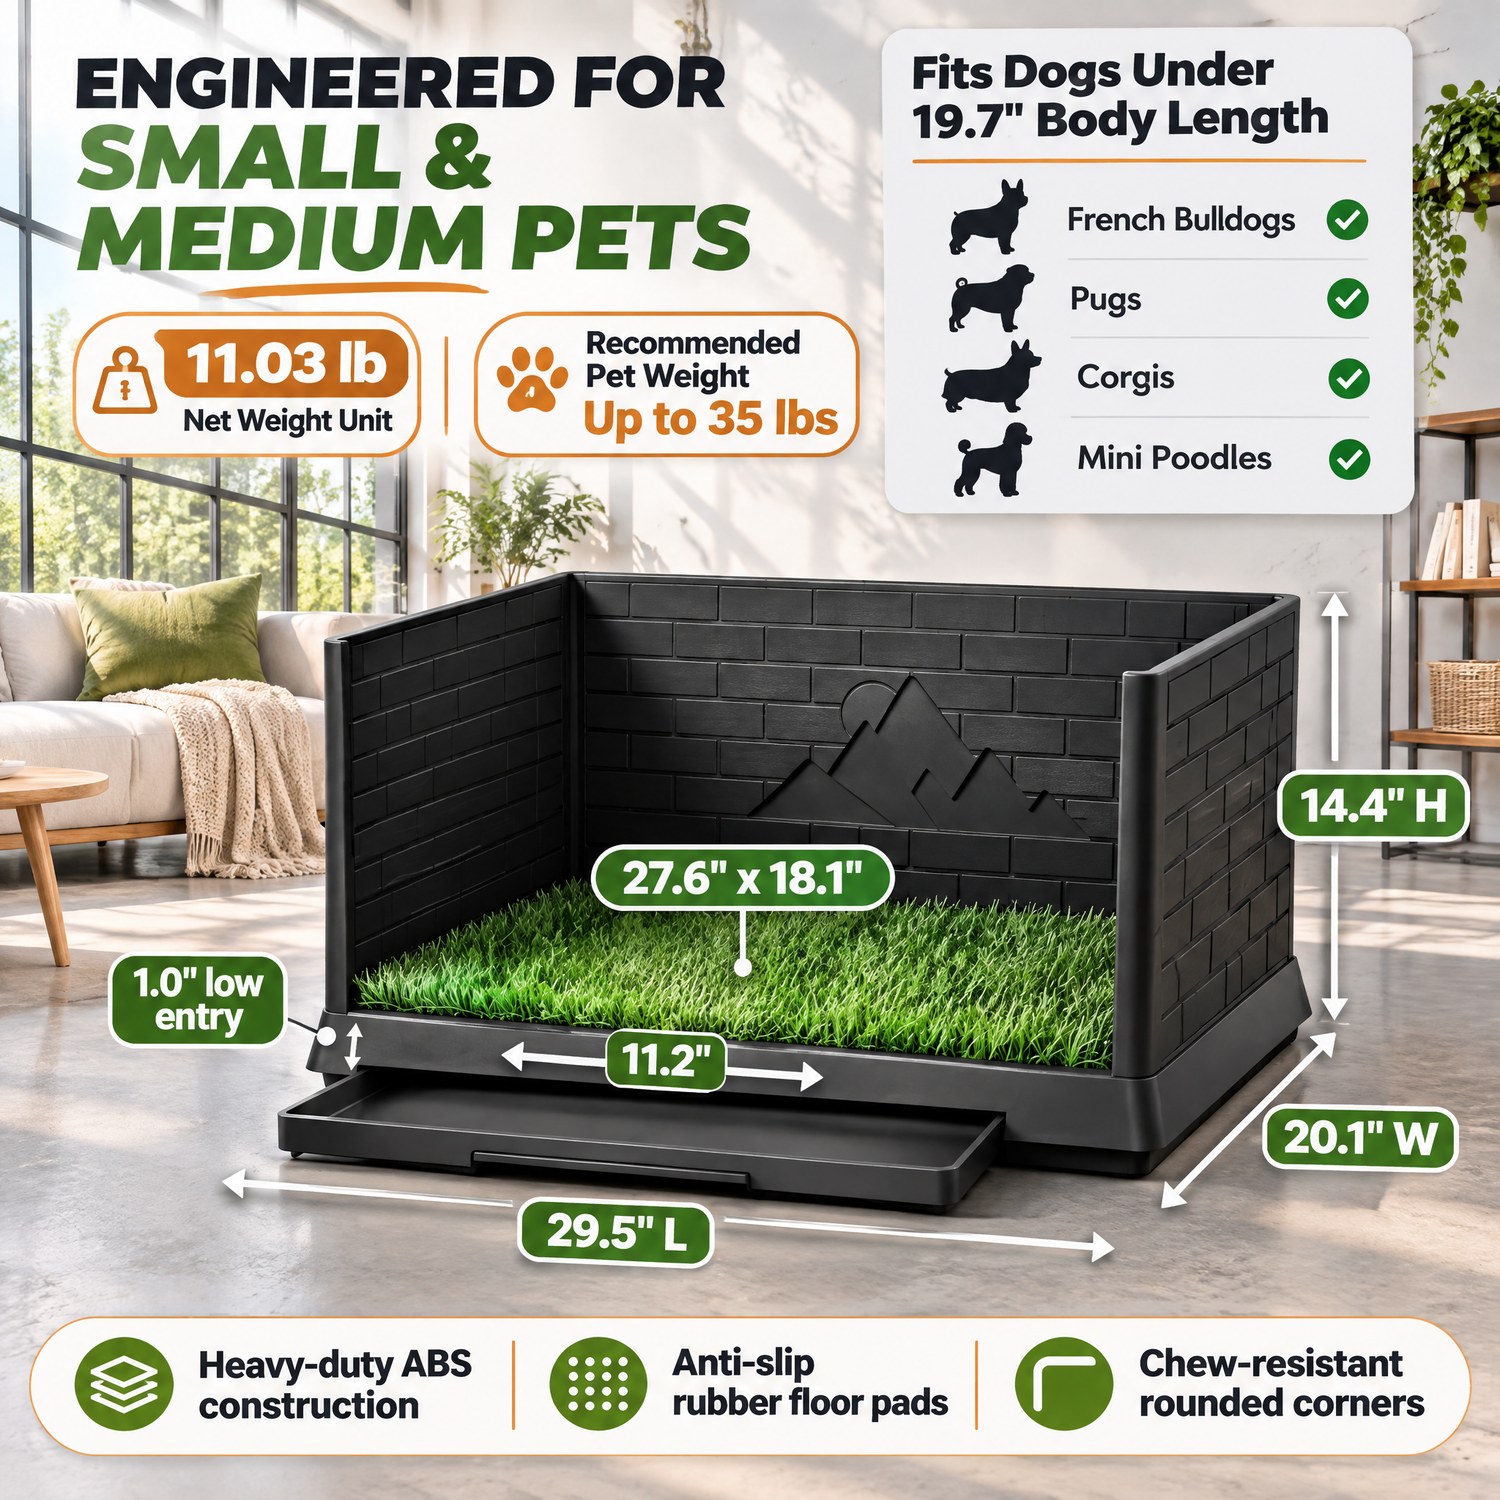 ENGINEERED FOR
SMALL &
MEDIUM PETS
11.03 lb
Net Weight Unit
Recommended
Pet Weight
Up to 35 lbs
Fits Dogs Under
19.7" Body Length
French Bulldogs
Pugs
Corgis
Mini Poodles
14.4" H
27.6" x 18.1"
1.0" low
entry
11.2"
20.1" W
29.5" L
Heavy-duty ABS
construction
Anti-slip
rubber floor pads
Chew-resistant
rounded corners